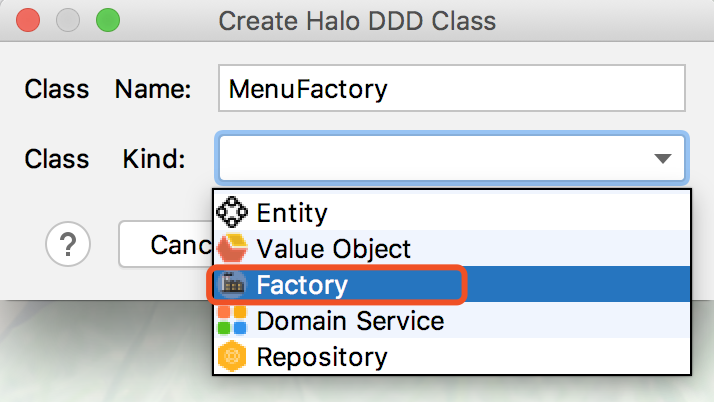 Create Halo DDD Class
Class Name: MenuFactory
Class Kind:
Entity
? Canc Value Object
Factory
Domain Service
Repository